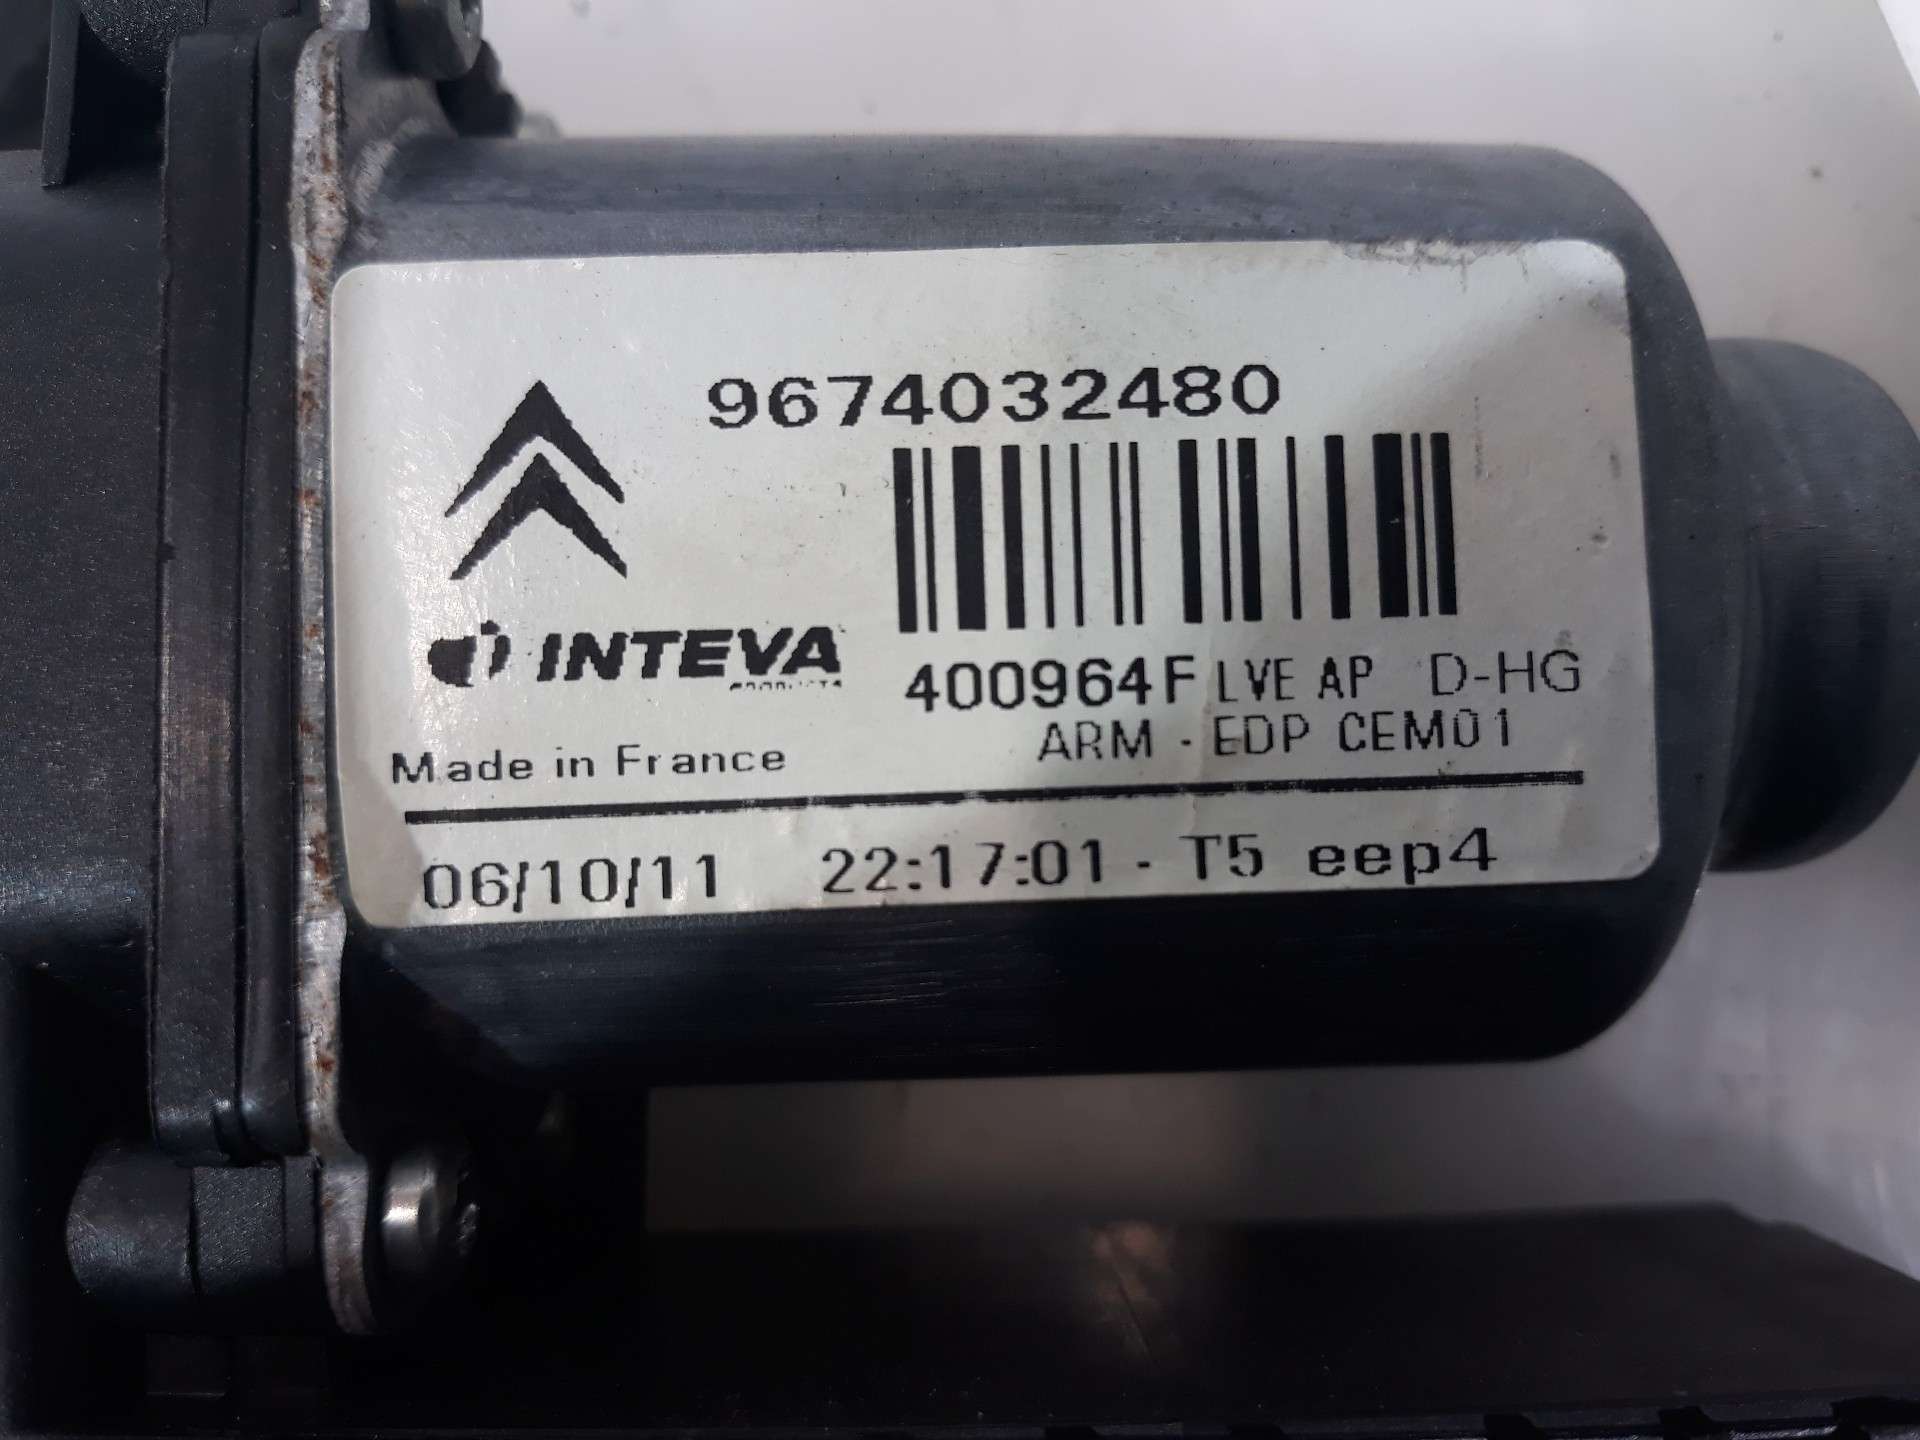 9674032480
INTEVA
PRODUCTS
400964F LVE AP D-HG
ARM - EDP CEM01
Made in France
06/10/11 22:17:01 - T5 eep4